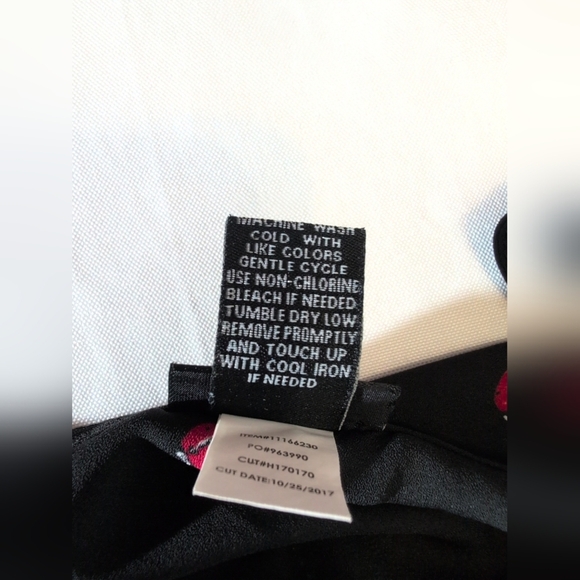 MACHINE WASH
COLD WITH
LIKE COLORS
GENTLE CYCLE
USE NON-CHLORINE
BLEACH IF NEEDED
TUMBLE DRY LOW
REMOVE PROMPTLY
AND TOUCH UP
WITH COOL IRON
IF NEEDED
ITEM#11166230
PO#963990
CUT#H170170
CUT DATE:10/25/2017